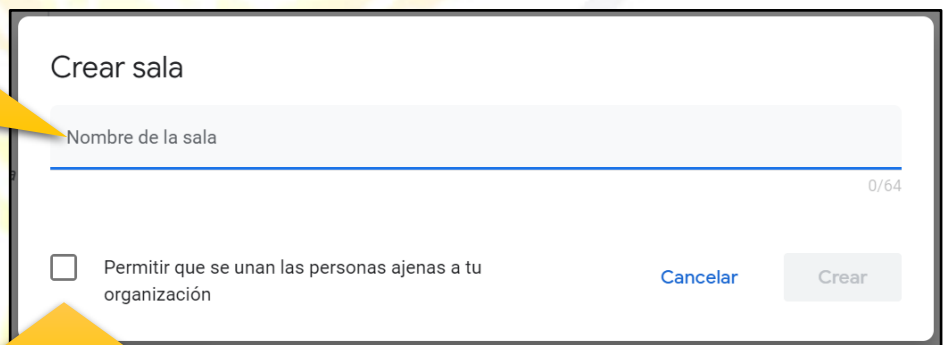 Crear sala
Nombre de la sala
0/64
Permitir que se unan las personas ajenas a tu
organización
Cancelar
Crear